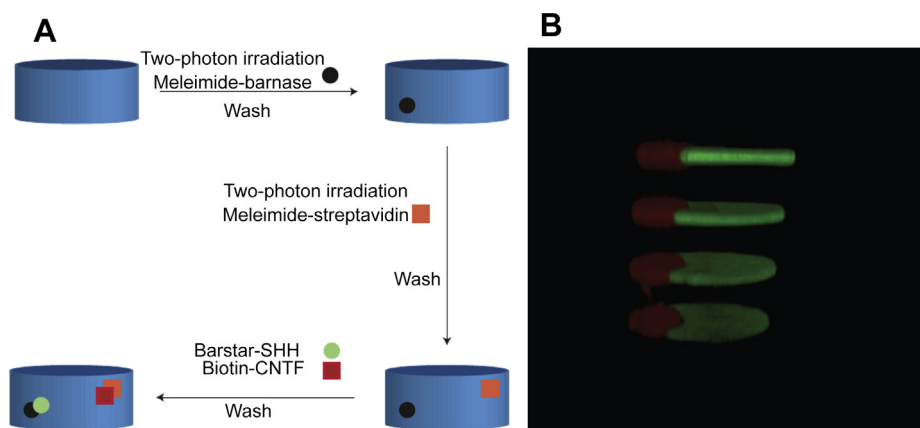 A
B
Two-photon irradiation
Meleimide-barnase
Wash
Two-photon irradiation
Meleimide-streptavidin
Wash
Barstar-SHH
Biotin-CNTF
Wash